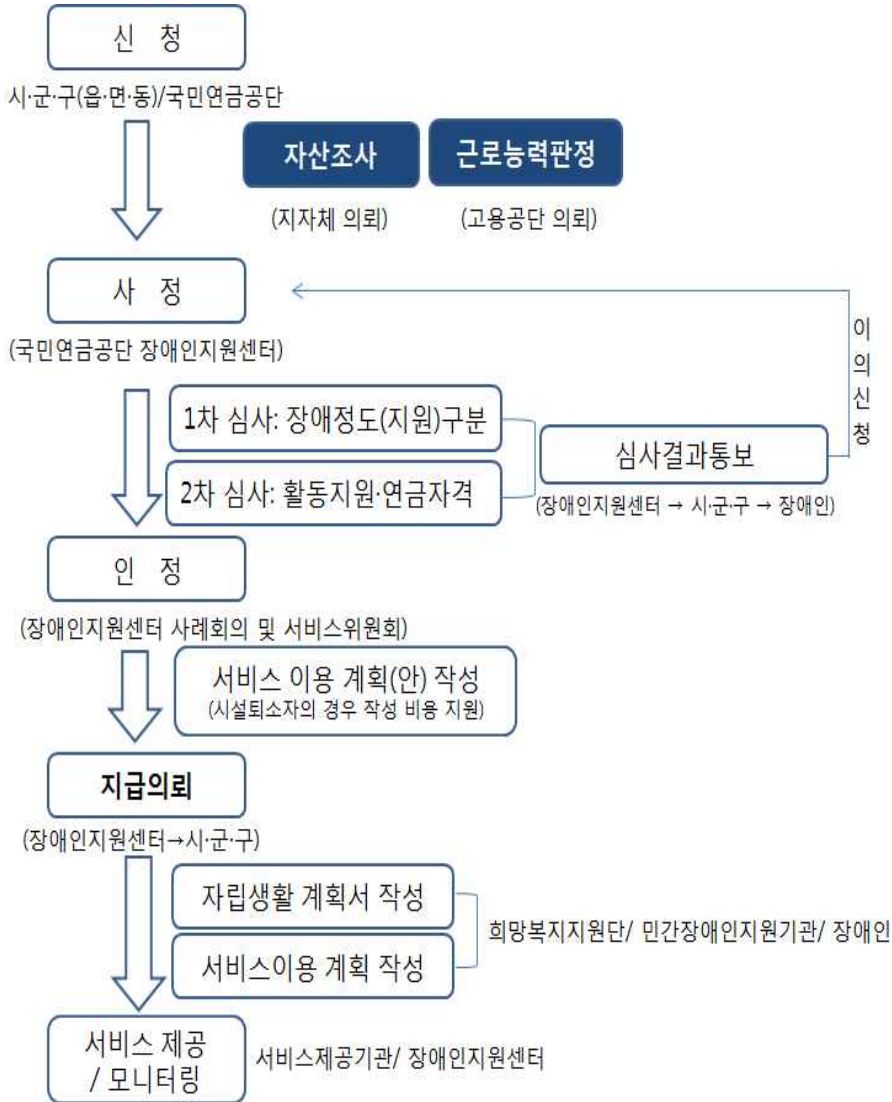 신 청
시·군·구(읍·면·동)/국민연금공단
자산조사
근로능력판정
(지자체 의뢰)
(고용공단 의뢰)
사 정
(국민연금공단 장애인지원센터)
이의신청
1차 심사: 장애정도(지원)구분
2차 심사: 활동지원·연금자격
심사결과통보
(장애인지원센터 → 시·군·구 → 장애인)
인 정
(장애인지원센터 사례회의 및 서비스위원회)
서비스 이용 계획(안) 작성
(시설퇴소자의 경우 작성 비용 지원)
지급의뢰
(장애인지원센터→시·군·구)
자립생활 계획서 작성
서비스이용 계획 작성
희망복지지원단/ 민간장애인지원기관/ 장애인
서비스 제공
/ 모니터링
서비스제공기관/ 장애인지원센터